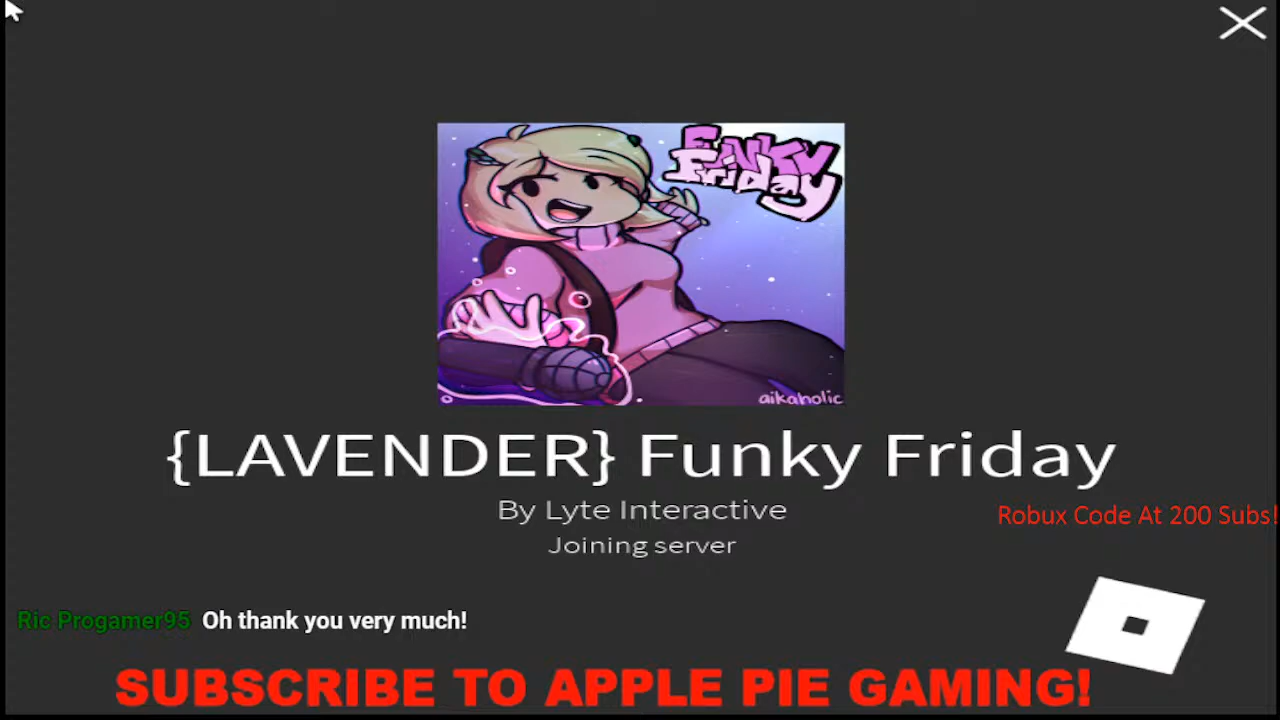 FUNKY
Friday
aikaholic
{LAVENDER} Funky Friday
By Lyte Interactive
Robux Code At 200 Subs!
Joining server
Ric Progamer95 Oh thank you very much!
SUBSCRIBE TO APPLE PIE GAMING!